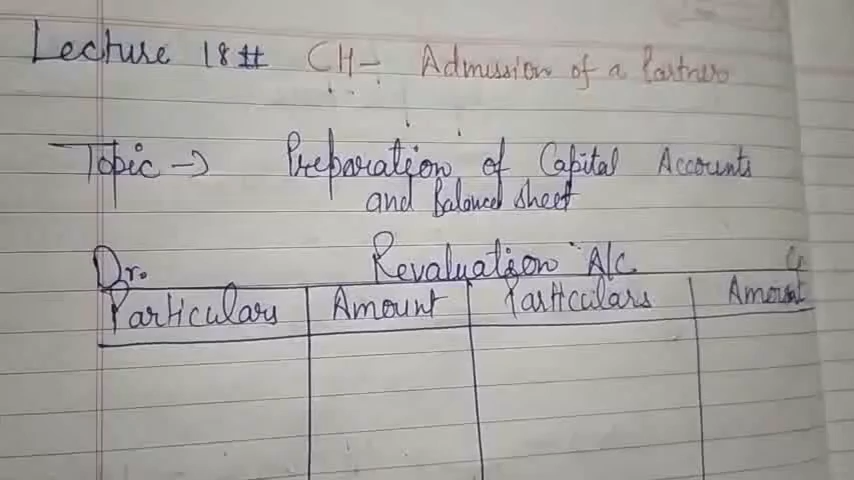 Lecture 18# CH- Admission of a Partner
Topic → Preparation of Capital Accounts
and Balance sheet
Dr. Revaluation A/C Cr
Particulars Amount Particulars Amount